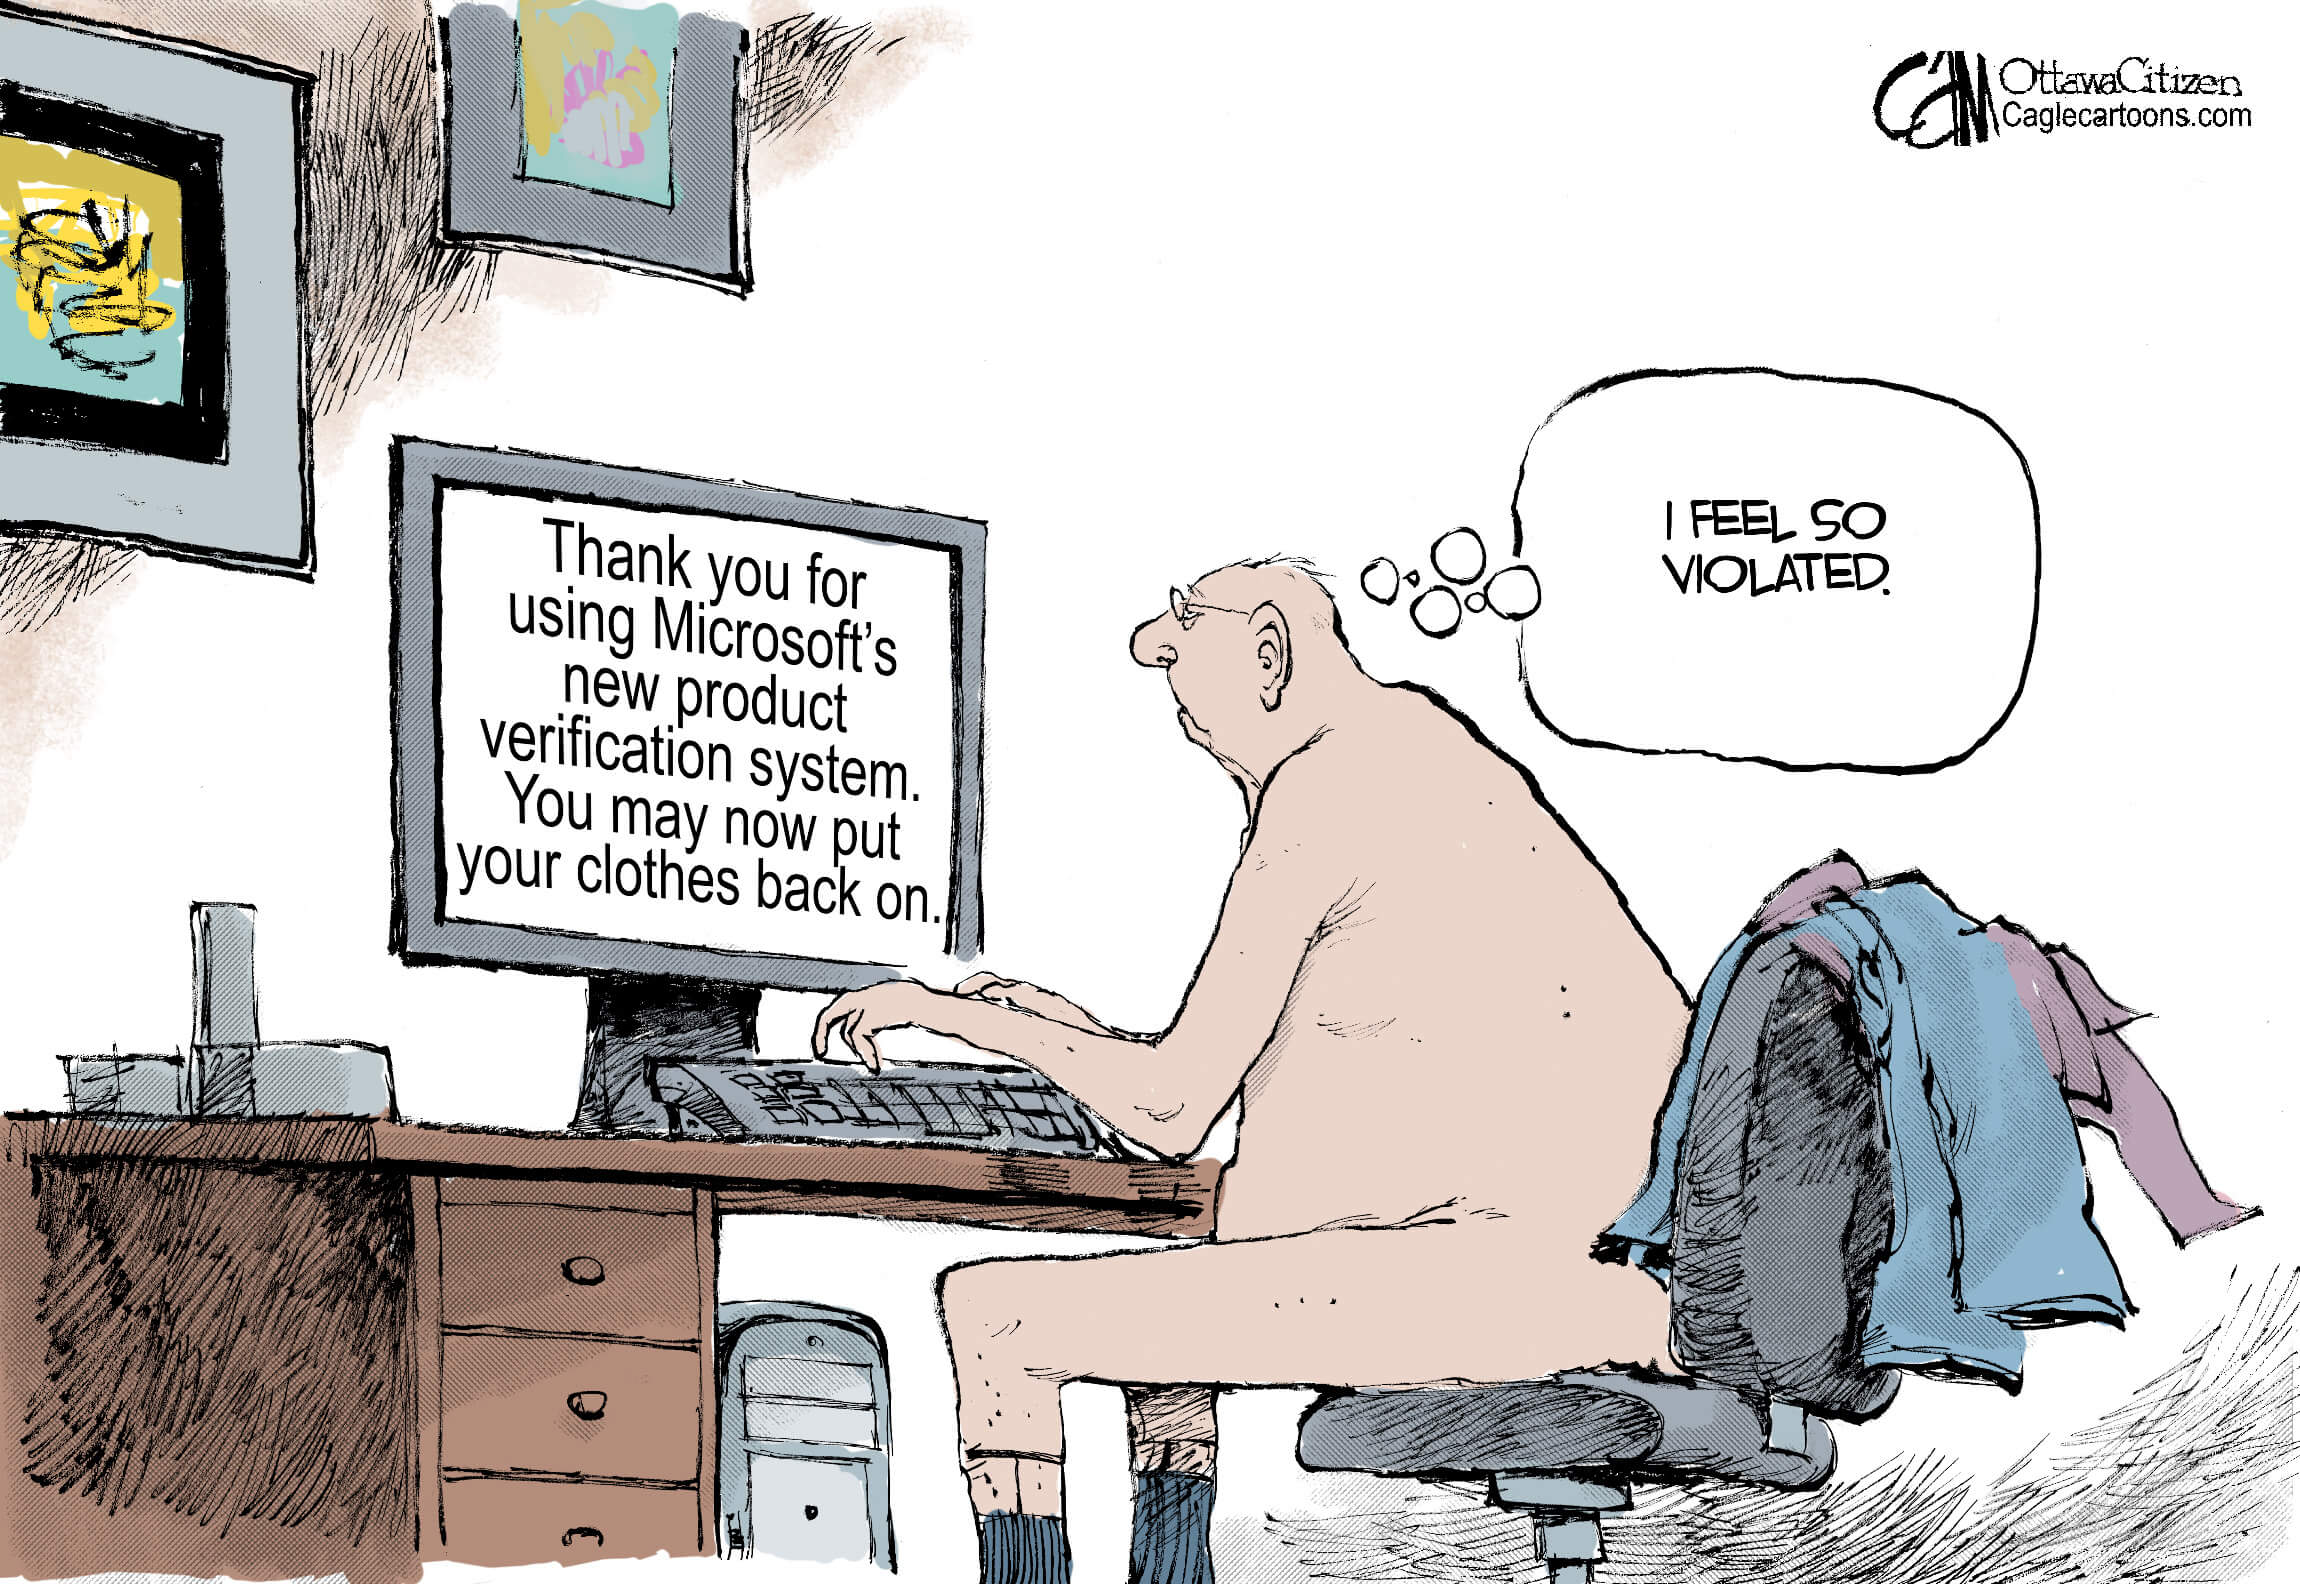 CAM
OttawaCitizen
Caglecartoons.com
Thank you for
using Microsoft's
new product
verification system.
You may now put
your clothes back on.
I FEEL SO
VIOLATED.